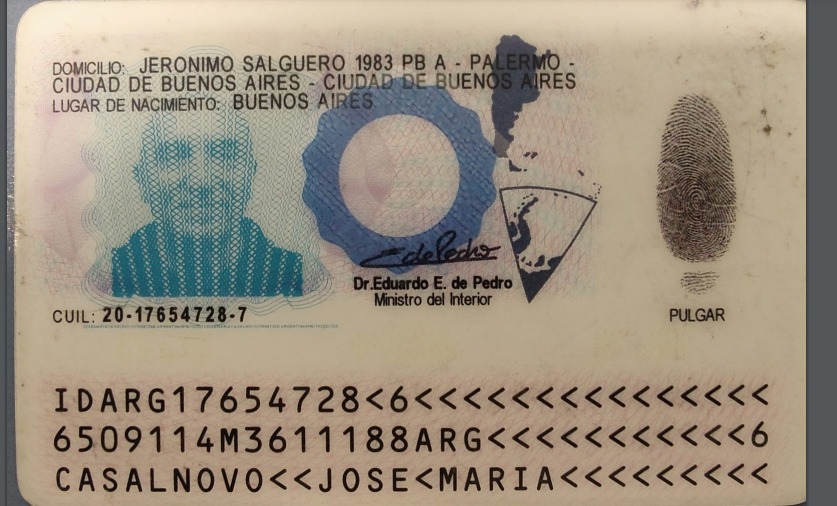 DOMICILIO: JERONIMO SALGUERO 1983 PB A - PALERMO -
CIUDAD DE BUENOS AIRES - CIUDAD DE BUENOS AIRES
LUGAR DE NACIMIENTO: BUENOS AIRES
EdePedro
Dr.Eduardo E. de Pedro
Ministro del Interior
CUIL: 20-17654728-7
PULGAR
IDARG17654728<6<<<<<<<<<<<<<<<
6509114M3611188ARG<<<<<<<<<<<6
CASALNOVO<<JOSE<MARIA<<<<<<<<<